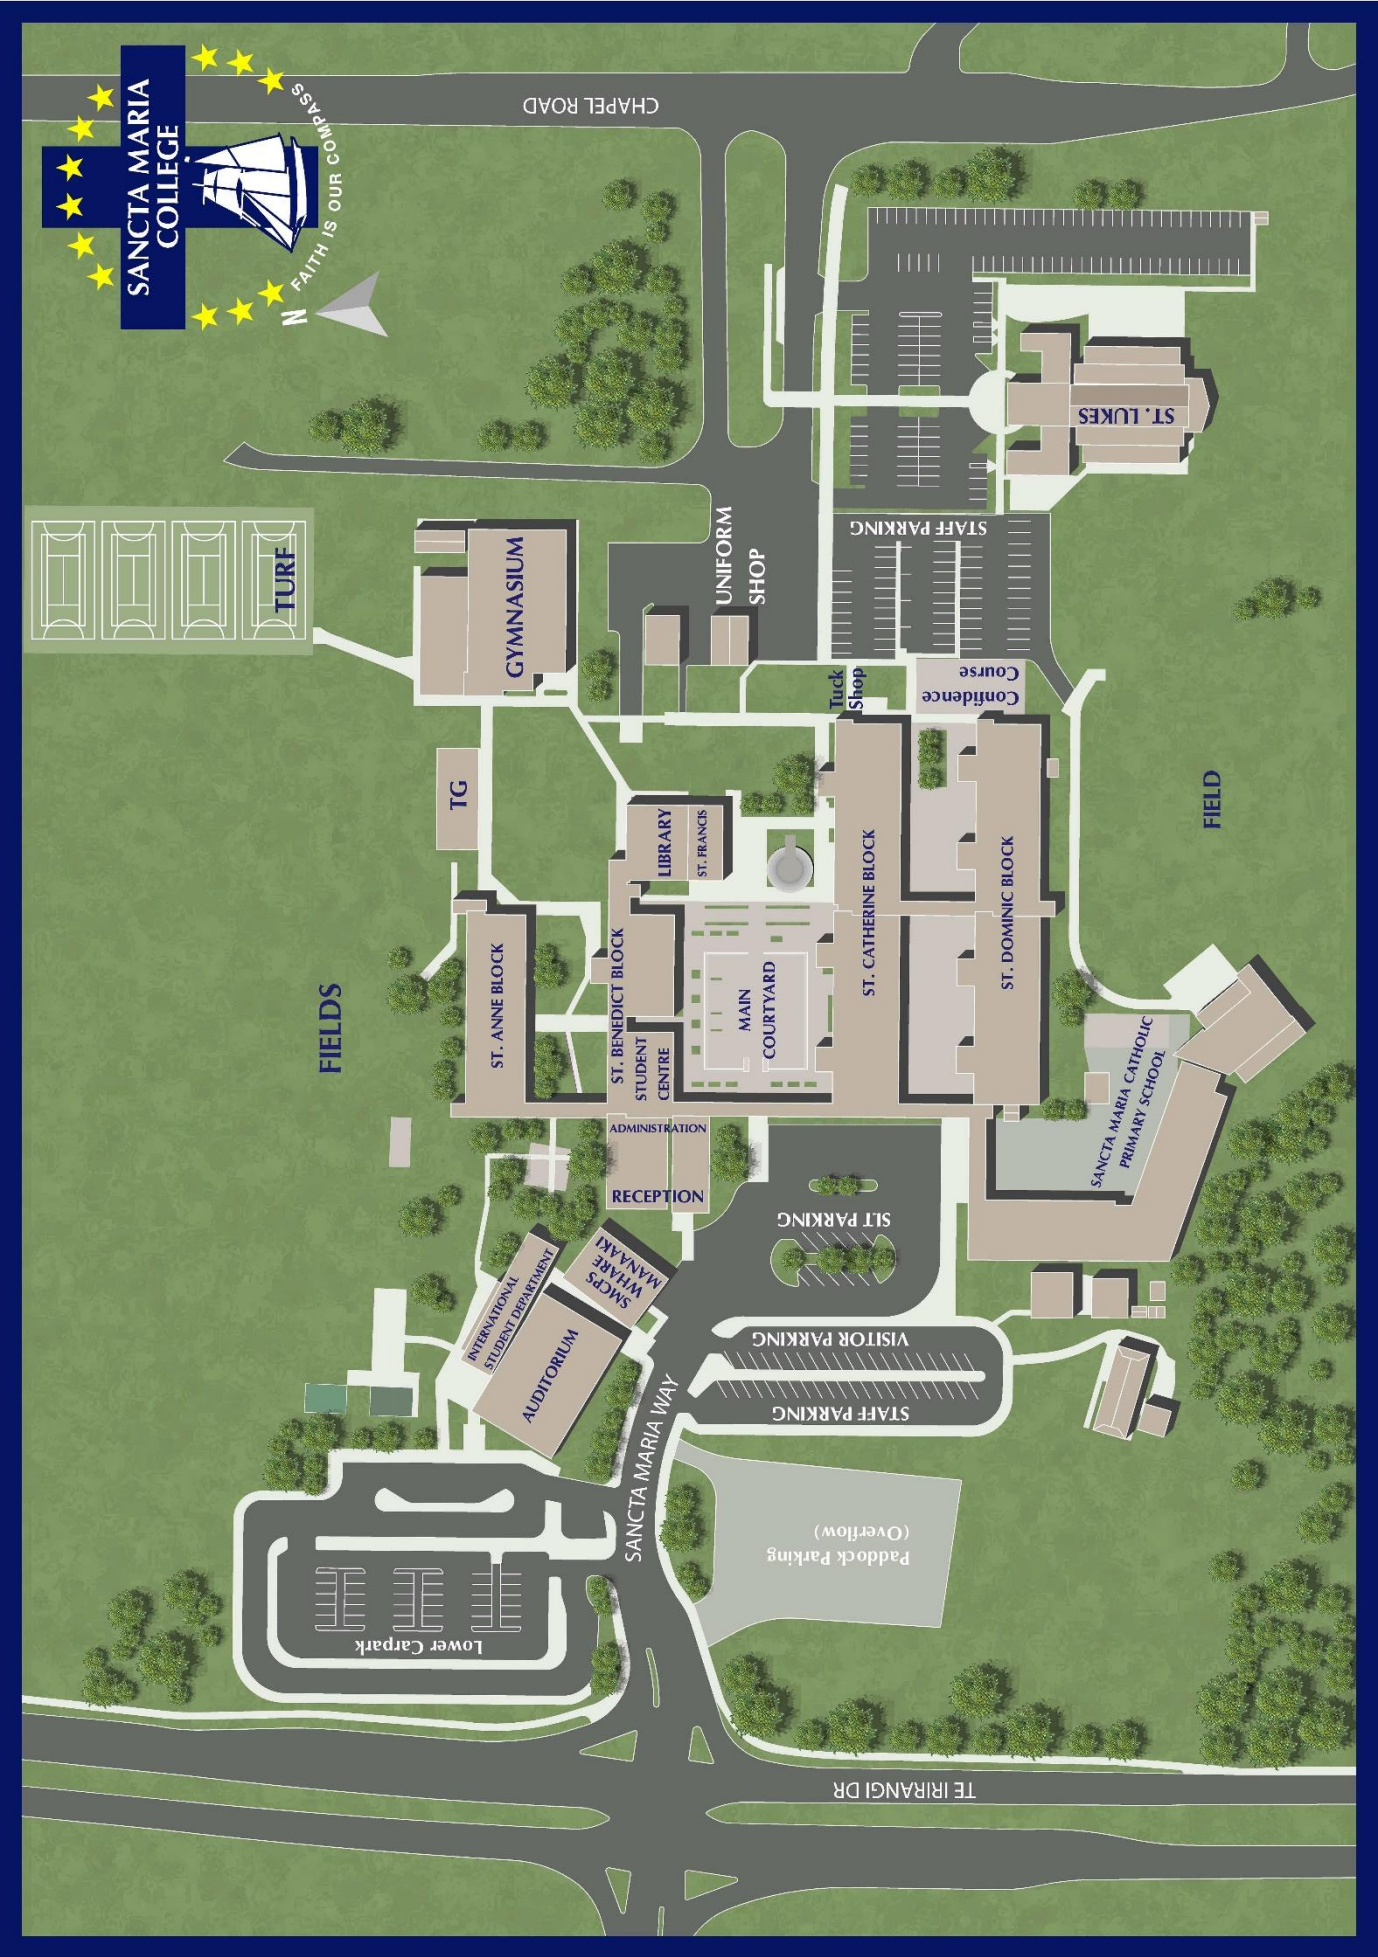 SANCTA MARIA
COLLEGE
FAITH IS OUR COMPASS
N
CHAPEL ROAD
ST. LUKES
STAFF PARKING
UNIFORM
SHOP
TURF
GYMNASIUM
Tuck
Shop
Confidence
Course
TG
LIBRARY
ST. FRANCIS
FIELD
FIELDS
ST. ANNE BLOCK
ST. BENEDICT BLOCK
STUDENT
CENTRE
MAIN
COURTYARD
ST. CATHERINE BLOCK
ST. DOMINIC BLOCK
SANCTA MARIA CATHOLIC
PRIMARY SCHOOL
ADMINISTRATION
RECEPTION
SLT PARKING
SMCPS
WHARE
MANAAKI
INTERNATIONAL
STUDENT DEPARTMENT
AUDITORIUM
VISITOR PARKING
STAFF PARKING
SANCTA MARIA WAY
Paddock Parking
(Overflow)
Lower Carpark
TE IRIRANGI DR